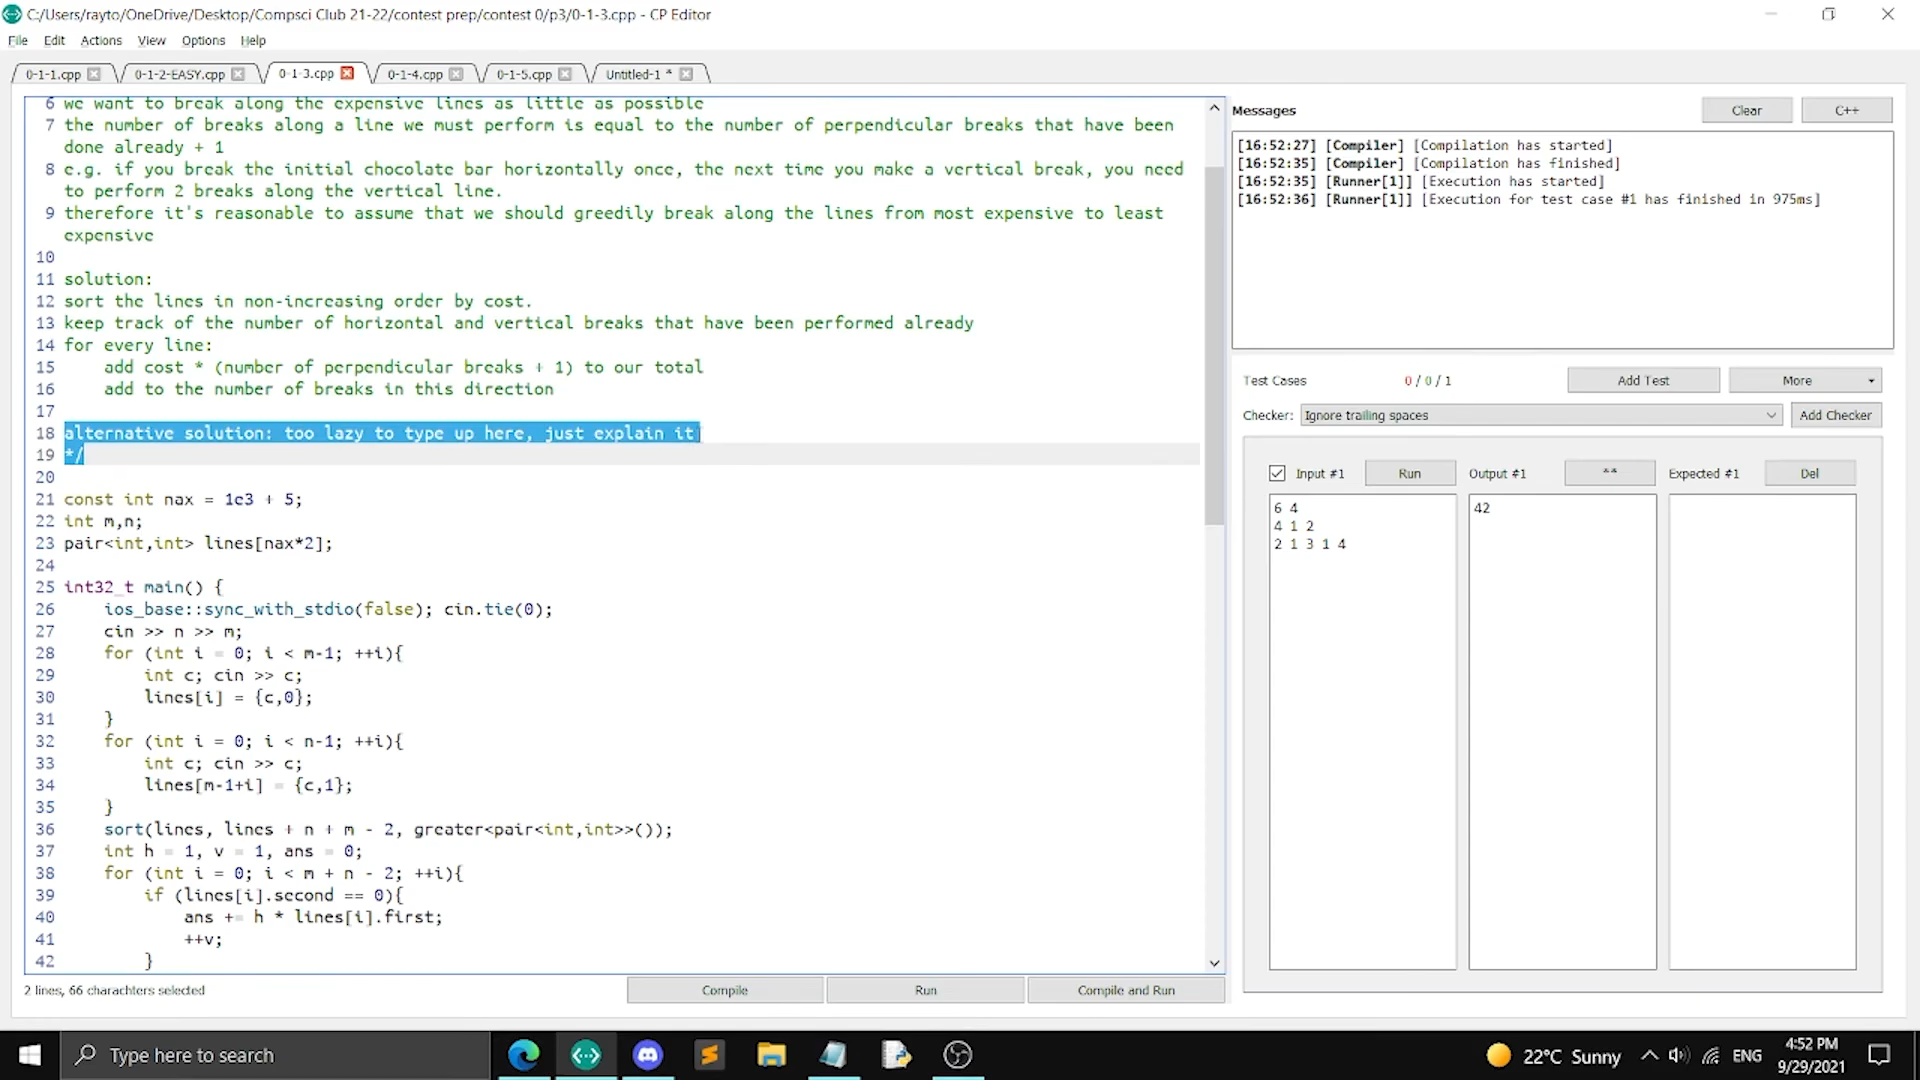 C:/Users/rayto/OneDrive/Desktop/Compsci Club 21-22/contest prep/contest 0/p3/0-1-3.cpp - CP Editor
File Edit Actions View Options Help
0-1-1.cpp 0-1-2-EASY.cpp 0-1-3.cpp 0-1-4.cpp 0-1-5.cpp Untitled-1 *
6 we want to break along the expensive lines as little as possible
7 the number of breaks along a line we must perform is equal to the number of perpendicular breaks that have been
done already + 1
8 e.g. if you break the initial chocolate bar horizontally once, the next time you make a vertical break, you need
to perform 2 breaks along the vertical line.
9 therefore it's reasonable to assume that we should greedily break along the lines from most expensive to least
expensive
10
11 solution:
12 sort the lines in non-increasing order by cost.
13 keep track of the number of horizontal and vertical breaks that have been performed already
14 for every line:
15 add cost * (number of perpendicular breaks + 1) to our total
16 add to the number of breaks in this direction
17
18 alternative solution: too lazy to type up here, just explain it
19 */
20
21 const int nax = 1e3 + 5;
22 int m,n;
23 pair<int,int> lines[nax*2];
24
25 int32_t main() {
26 ios_base::sync_with_stdio(false); cin.tie(0);
27 cin >> n >> m;
28 for (int i = 0; i < m-1; ++i){
29 int c; cin >> c;
30 lines[i] = {c,0};
31 }
32 for (int i = 0; i < n-1; ++i){
33 int c; cin >> c;
34 lines[m-1+i] = {c,1};
35 }
36 sort(lines, lines + n + m - 2, greater<pair<int,int>>());
37 int h = 1, v = 1, ans = 0;
38 for (int i = 0; i < m + n - 2; ++i){
39 if (lines[i].second == 0){
40 ans += h * lines[i].first;
41 ++v;
42 }
2 lines, 66 charachters selected
Compile Run Compile and Run
Messages Clear C++
[16:52:27] [Compiler] [Compilation has started]
[16:52:35] [Compiler] [Compilation has finished]
[16:52:35] [Runner[1]] [Execution has started]
[16:52:36] [Runner[1]] [Execution for test case #1 has finished in 975ms]
Test Cases 0 / 0 / 1 Add Test More
Checker: Ignore trailing spaces Add Checker
Input #1 Run Output #1 ** Expected #1 Del
6 4
4 1 2
2 1 3 1 4
42
Type here to search
22°C Sunny
ENG
4:52 PM
9/29/2021